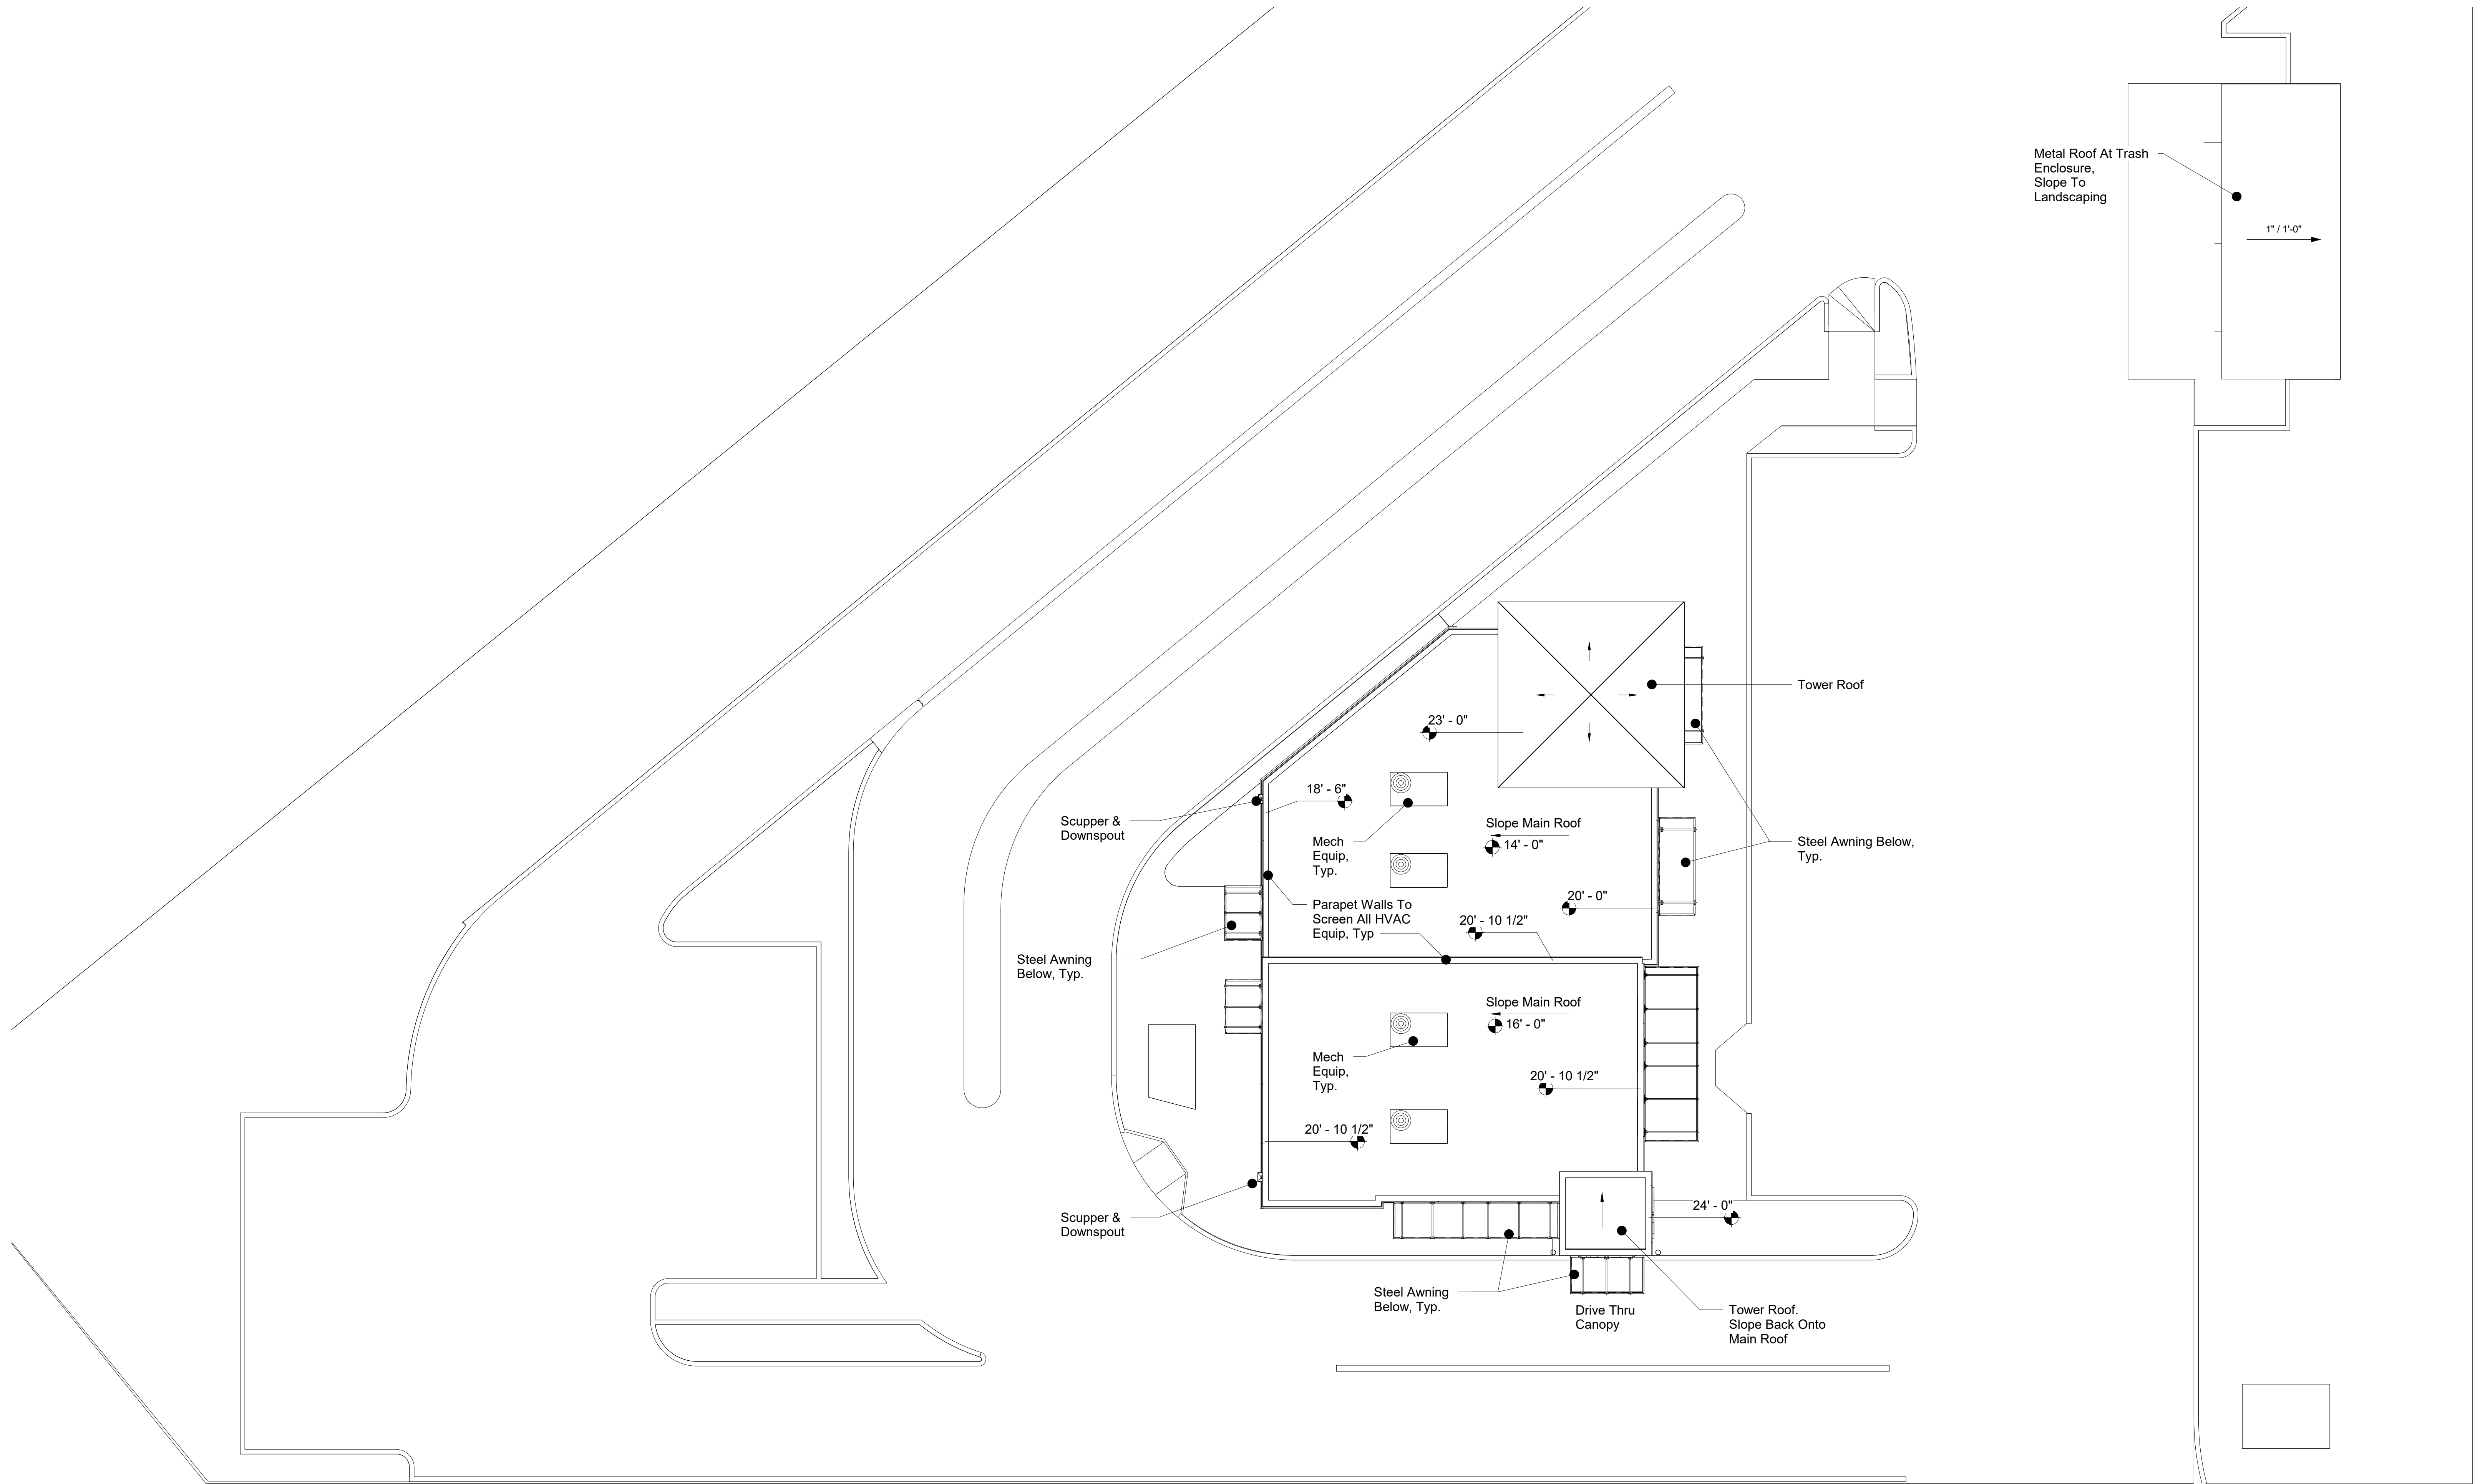 Metal Roof At Trash
Enclosure,
Slope To
Landscaping
1" / 1'-0"
Tower Roof
23' - 0"
18' - 6"
Scupper &
Downspout
Mech
Equip,
Typ.
Slope Main Roof
14' - 0"
Steel Awning Below,
Typ.
20' - 0"
Parapet Walls To
Screen All HVAC
Equip, Typ
20' - 10 1/2"
Steel Awning
Below, Typ.
Slope Main Roof
16' - 0"
Mech
Equip,
Typ.
20' - 10 1/2"
20' - 10 1/2"
Scupper &
Downspout
24' - 0"
Steel Awning
Below, Typ.
Drive Thru
Canopy
Tower Roof.
Slope Back Onto
Main Roof